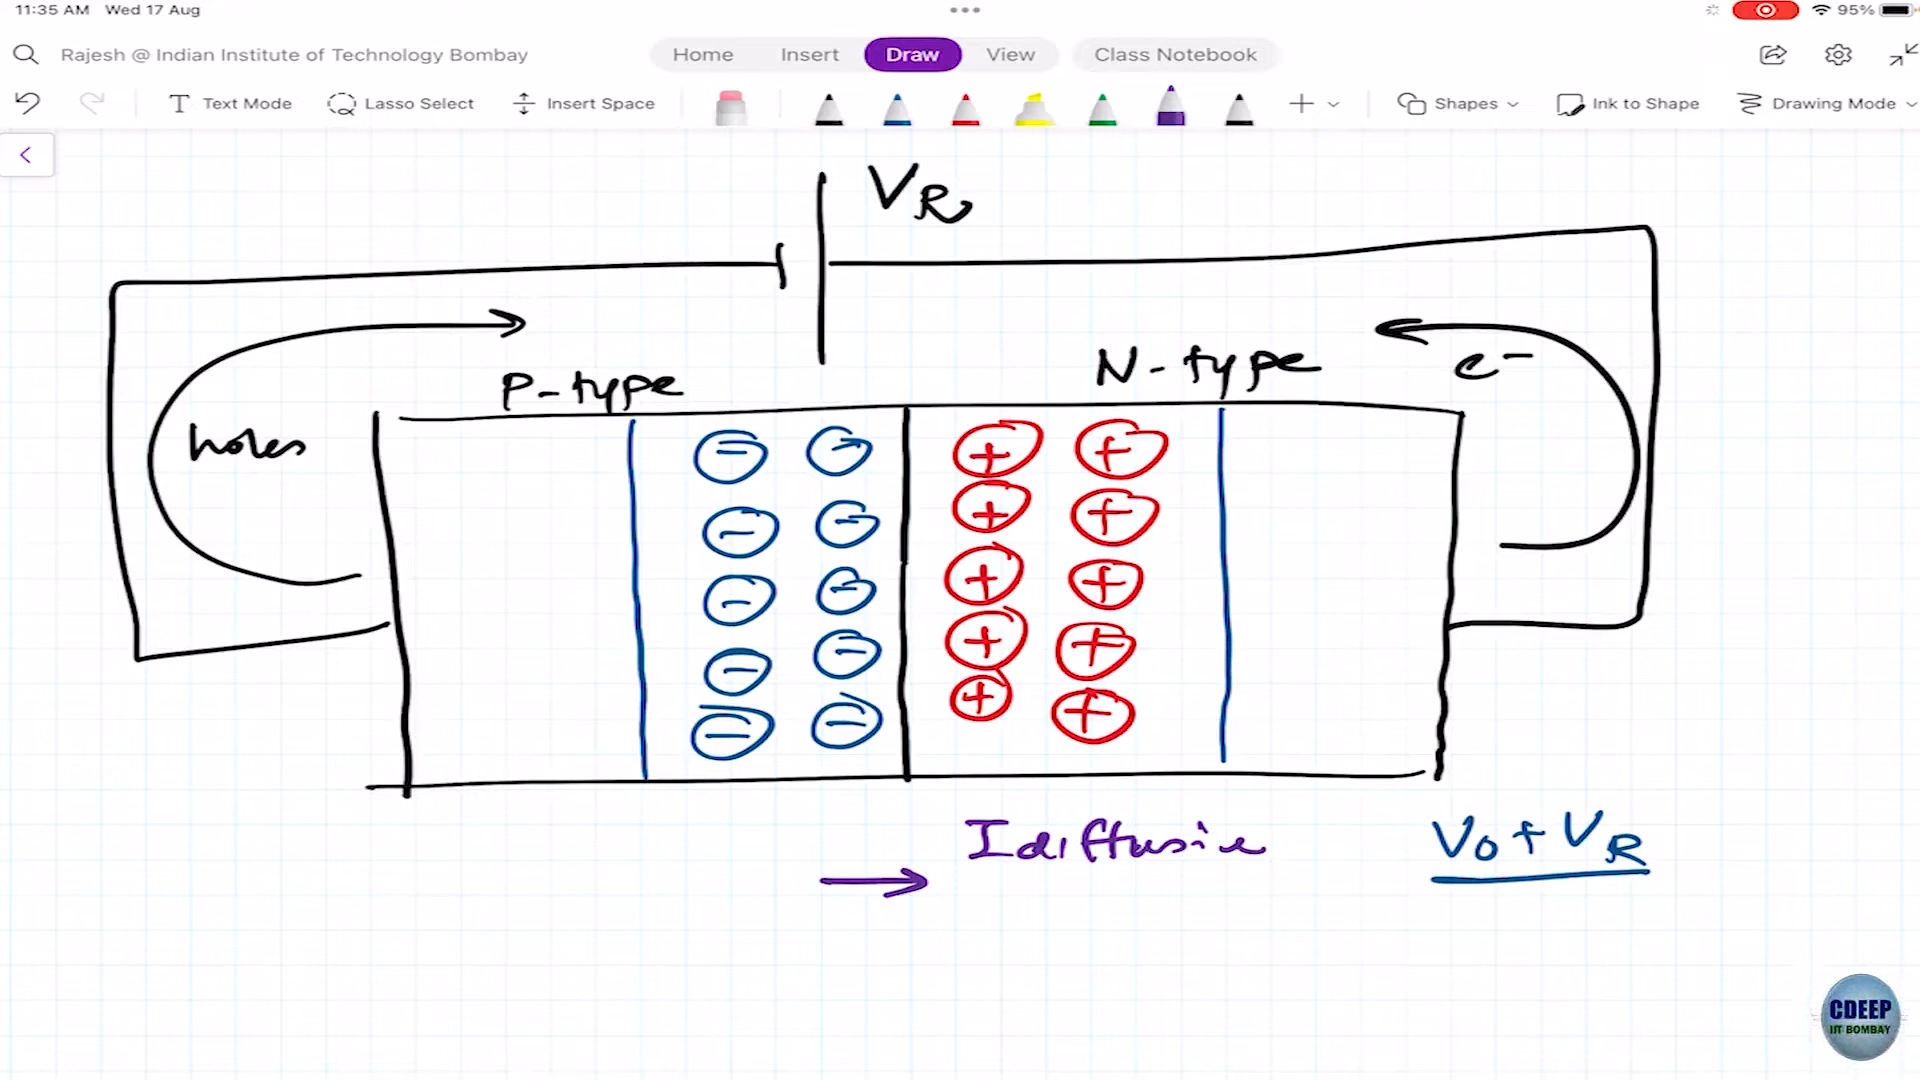 11:35 AM Wed 17 Aug
95%
Rajesh @ Indian Institute of Technology Bombay
Home Insert Draw View Class Notebook
Text Mode Lasso Select Insert Space Shapes Ink to Shape Drawing Mode
VR
P-type N-type e-
holes
- - + +
- - + +
- - + +
- - + +
- - + +
Idiffusion V0 + VR
CDEEP
IIT BOMBAY